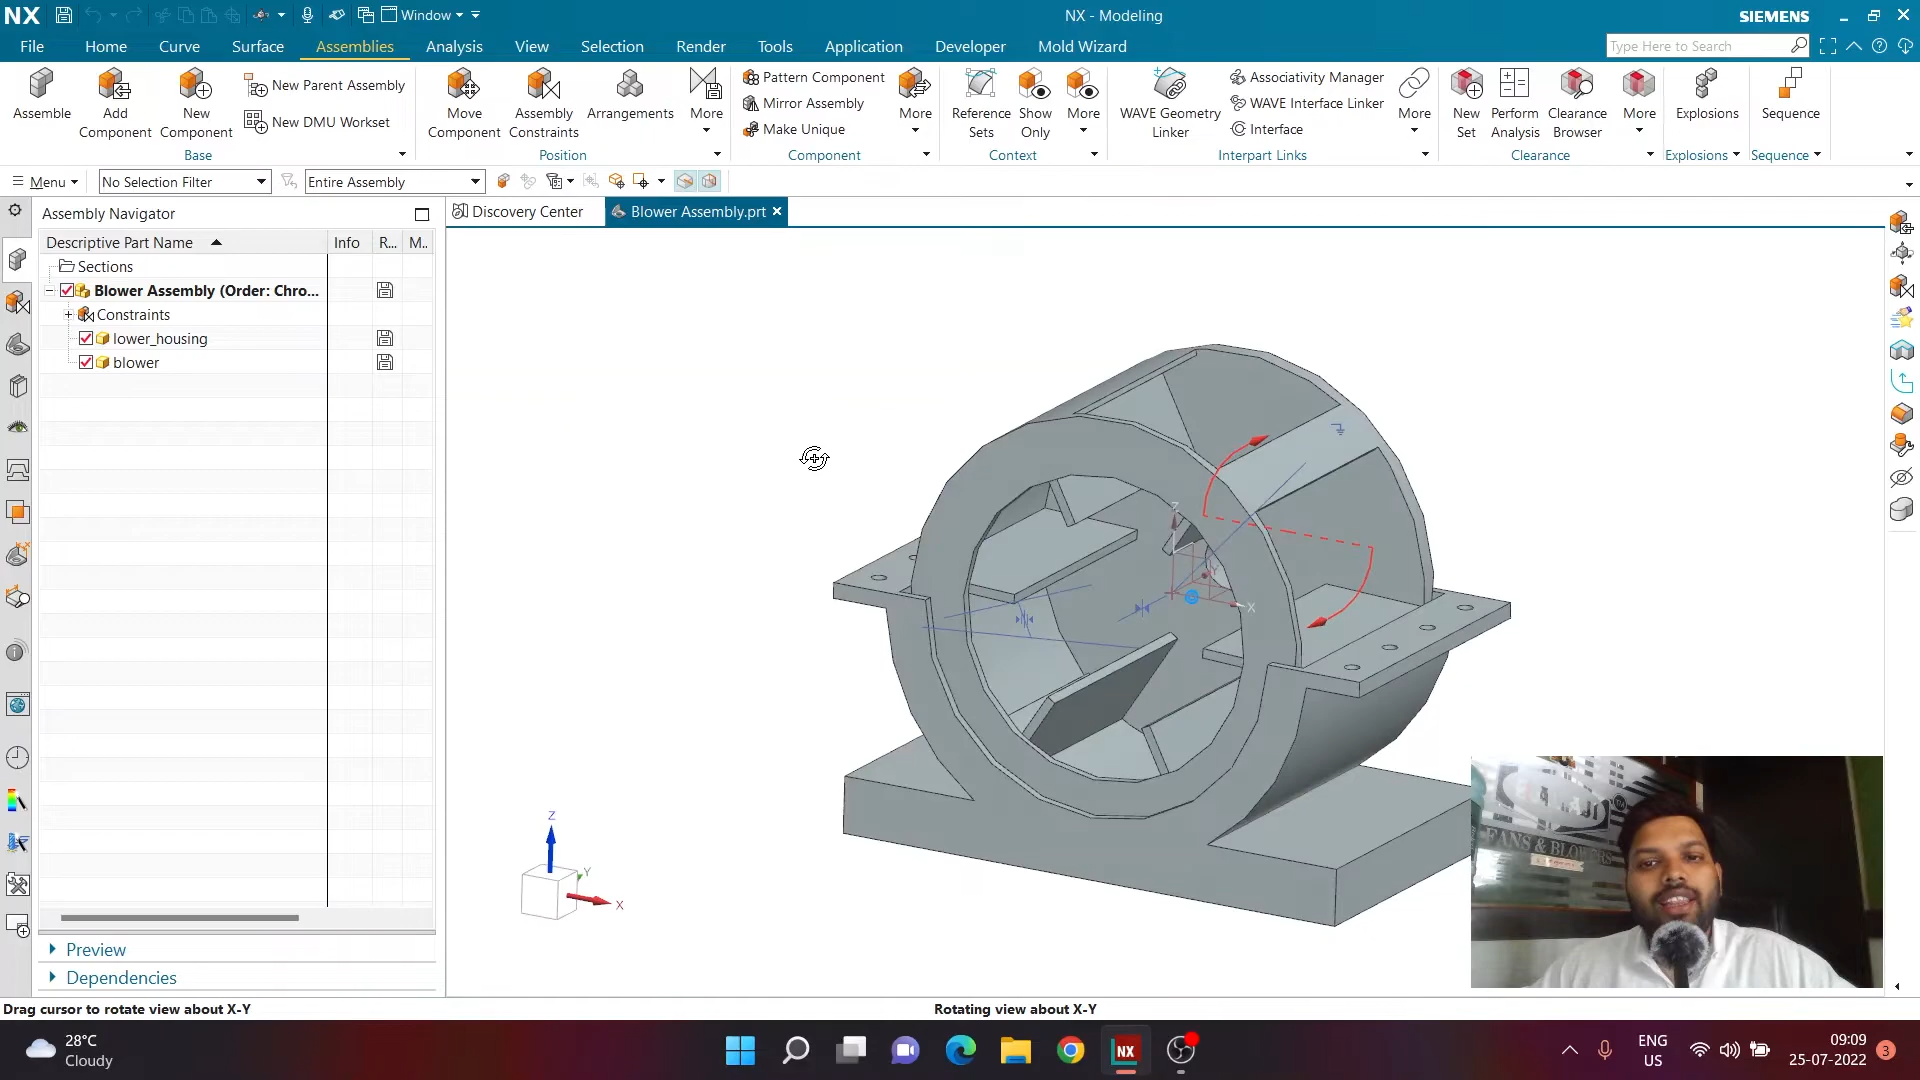 NX
Window
NX - Modeling
SIEMENS
File
Home
Curve
Surface
Assemblies
Analysis
View
Selection
Render
Tools
Application
Developer
Mold Wizard
Type Here to Search
Assemble
Add Component
New Component
New Parent Assembly
New DMU Workset
Base
Move Component
Assembly Constraints
Arrangements
More
Position
Pattern Component
Mirror Assembly
Make Unique
More
Component
Reference Sets
Show Only
More
Context
WAVE Geometry Linker
Associativity Manager
WAVE Interface Linker
Interface
More
Interpart Links
New Set
Perform Analysis
Clearance Browser
More
Clearance
Explosions
Explosions
Sequence
Sequence
Menu
No Selection Filter
Entire Assembly
Assembly Navigator
Discovery Center
Blower Assembly.prt
Descriptive Part Name
Info
R...
M..
Sections
Blower Assembly (Order: Chro...
Constraints
lower_housing
blower
Z
Y
X
Z
Y
X
FANS & BLOWERS
Preview
Dependencies
Drag cursor to rotate view about X-Y
Rotating view about X-Y
28°C
Cloudy
NX
ENG
US
09:09
25-07-2022
3